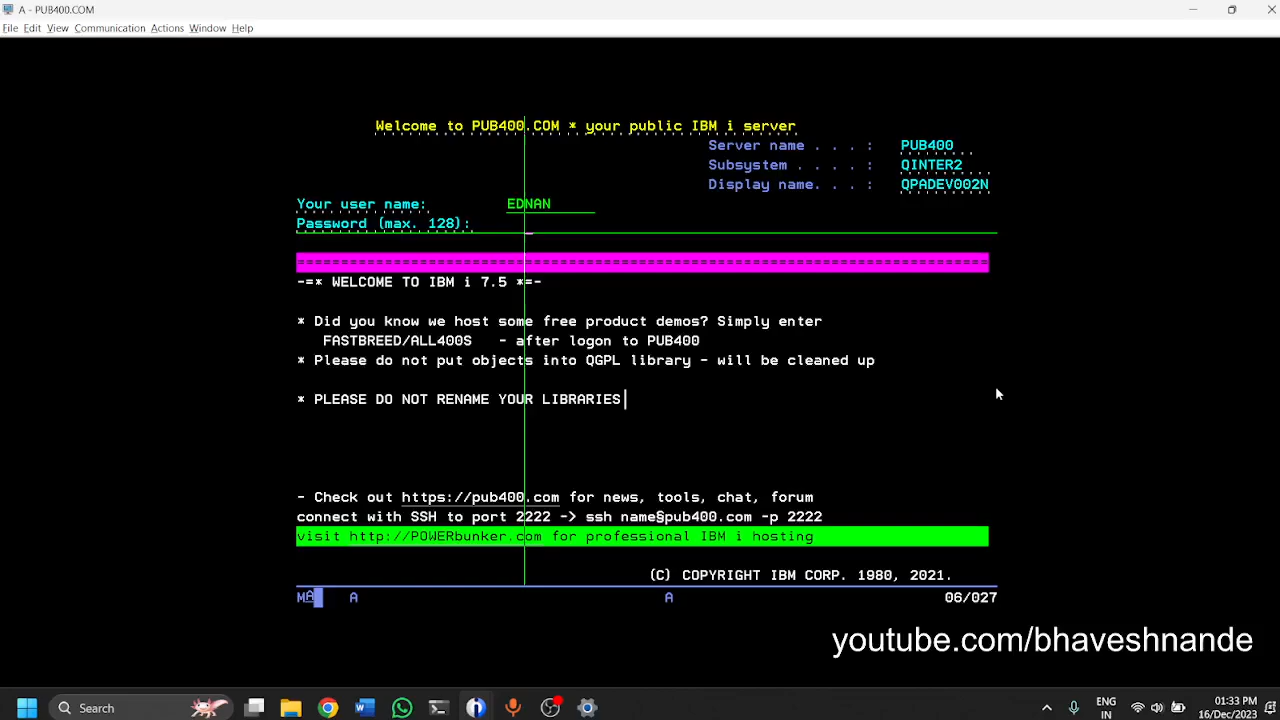 A - PUB400.COM
File Edit View Communication Actions Window Help
Welcome to PUB400.COM * your public IBM i server
Server name . . . : PUB400
Subsystem . . . . : QINTER2
Display name. . . : QPADEV002N
Your user name: EDNAN
Password (max. 128):
===============================================================================
-=* WELCOME TO IBM i 7.5 *=-
* Did you know we host some free product demos? Simply enter
FASTBREED/ALL400S - after logon to PUB400
* Please do not put objects into QGPL library - will be cleaned up
* PLEASE DO NOT RENAME YOUR LIBRARIES
- Check out https://pub400.com for news, tools, chat, forum
connect with SSH to port 2222 -> ssh name§pub400.com -p 2222
visit http://POWERbunker.com for professional IBM i hosting
(C) COPYRIGHT IBM CORP. 1980, 2021.
MA A A 06/027
youtube.com/bhaveshnande
Search
ENG
IN
01:33 PM
16/Dec/2023